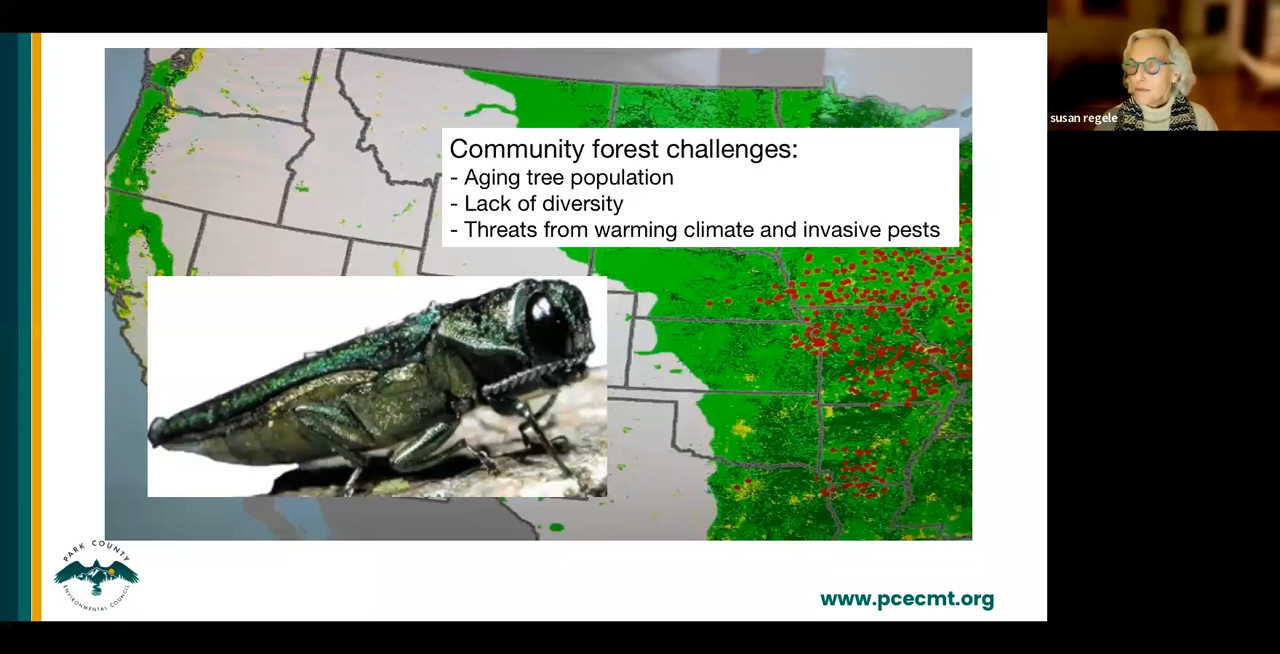 susan regele
Community forest challenges:
- Aging tree population
- Lack of diversity
- Threats from warming climate and invasive pests
PARK COUNTY
ENVIRONMENTAL COUNCIL
www.pcecmt.org